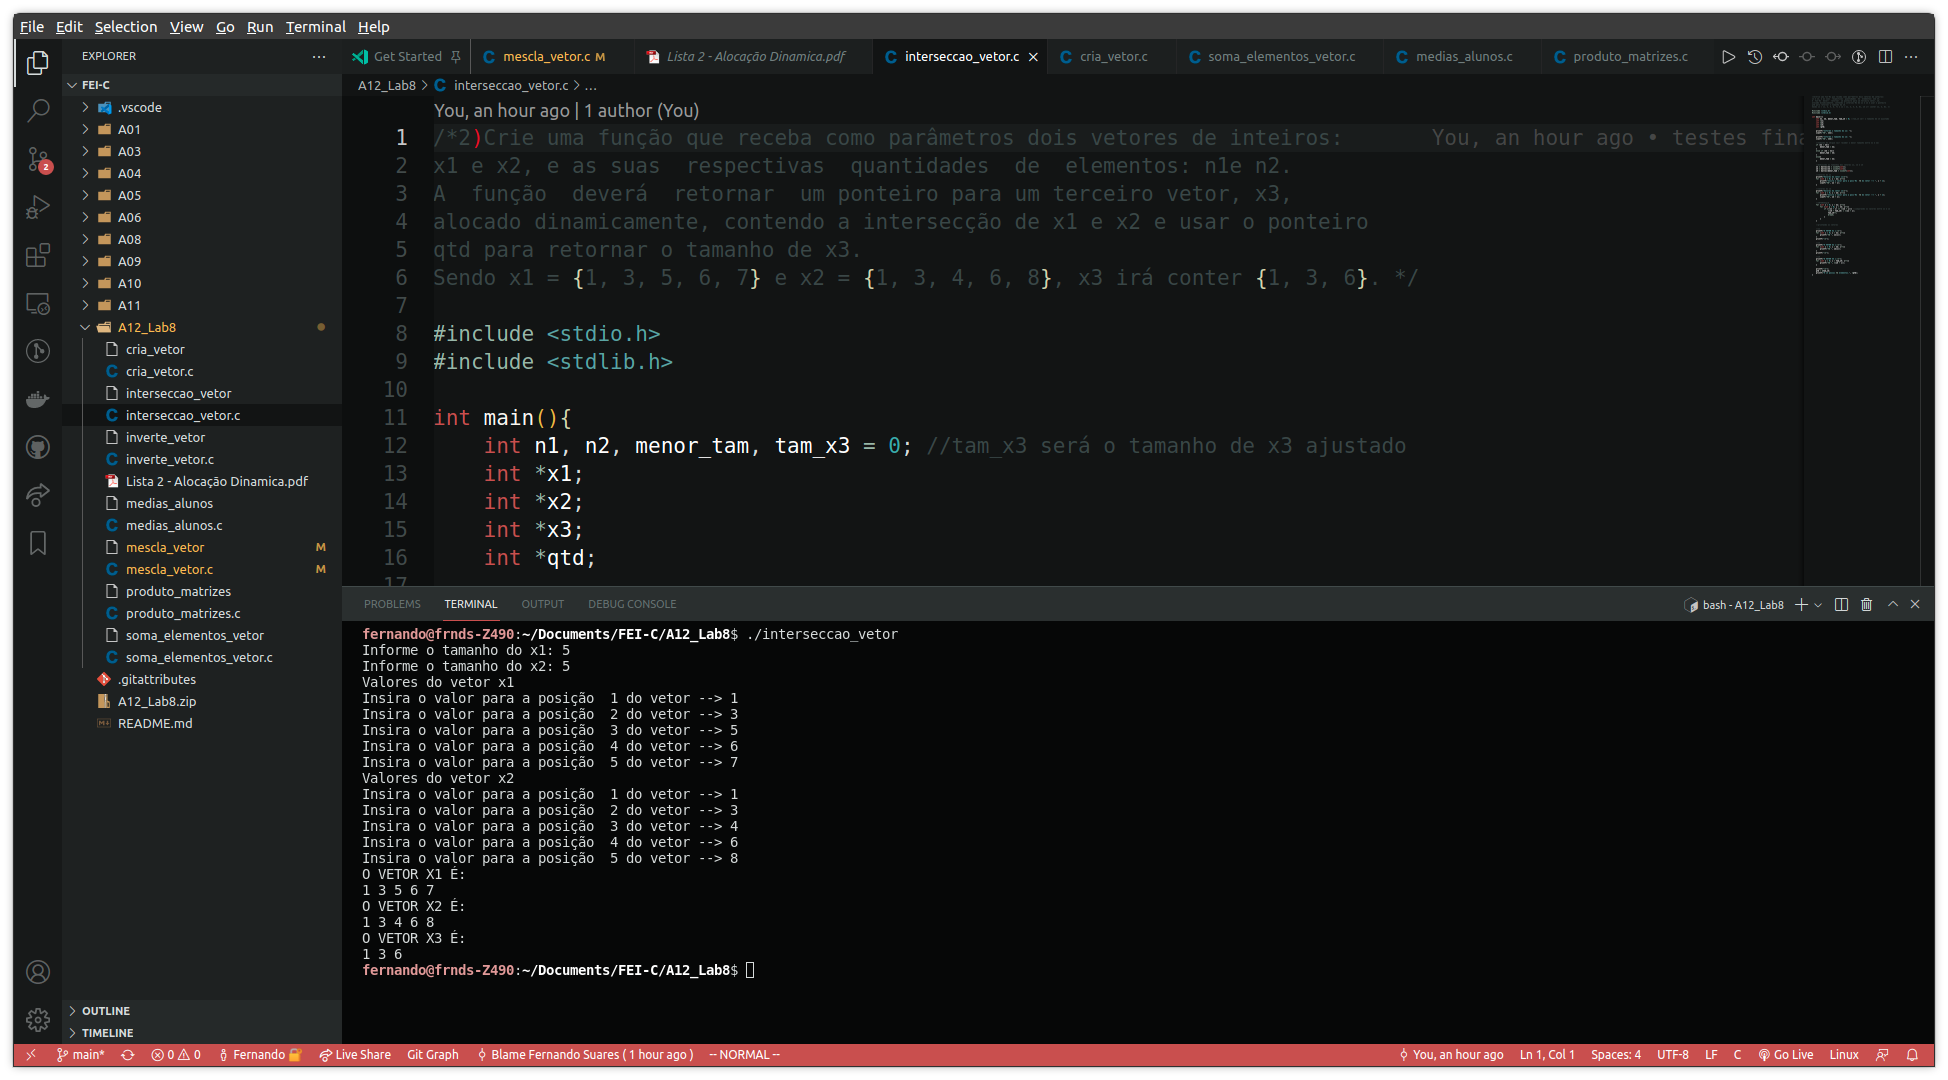 File Edit Selection View Go Run Terminal Help
EXPLORER
FEI-C
.vscode
A01
A03
A04
A05
A06
A08
A09
A10
A11
A12_Lab8
cria_vetor
cria_vetor.c
interseccao_vetor
interseccao_vetor.c
inverte_vetor
inverte_vetor.c
Lista 2 - Alocação Dinamica.pdf
medias_alunos
medias_alunos.c
mescla_vetor M
mescla_vetor.c M
produto_matrizes
produto_matrizes.c
soma_elementos_vetor
soma_elementos_vetor.c
.gitattributes
A12_Lab8.zip
README.md
OUTLINE
TIMELINE
2
Get Started mescla_vetor.c M Lista 2 - Alocação Dinamica.pdf interseccao_vetor.c cria_vetor.c soma_elementos_vetor.c medias_alunos.c produto_matrizes.c
A12_Lab8 > interseccao_vetor.c > ...
You, an hour ago | 1 author (You)
1 /*2)Crie uma função que receba como parâmetros dois vetores de inteiros: You, an hour ago • testes fina
2 x1 e x2, e as suas respectivas quantidades de elementos: n1e n2.
3 A função deverá retornar um ponteiro para um terceiro vetor, x3,
4 alocado dinamicamente, contendo a intersecção de x1 e x2 e usar o ponteiro
5 qtd para retornar o tamanho de x3.
6 Sendo x1 = {1, 3, 5, 6, 7} e x2 = {1, 3, 4, 6, 8}, x3 irá conter {1, 3, 6}. */
7
8 #include <stdio.h>
9 #include <stdlib.h>
10
11 int main(){
12 int n1, n2, menor_tam, tam_x3 = 0; //tam_x3 será o tamanho de x3 ajustado
13 int *x1;
14 int *x2;
15 int *x3;
16 int *qtd;
17
PROBLEMS TERMINAL OUTPUT DEBUG CONSOLE bash - A12_Lab8
fernando@frnds-Z490:~/Documents/FEI-C/A12_Lab8$ ./interseccao_vetor
Informe o tamanho do x1: 5
Informe o tamanho do x2: 5
Valores do vetor x1
Insira o valor para a posição  1 do vetor --> 1
Insira o valor para a posição  2 do vetor --> 3
Insira o valor para a posição  3 do vetor --> 5
Insira o valor para a posição  4 do vetor --> 6
Insira o valor para a posição  5 do vetor --> 7
Valores do vetor x2
Insira o valor para a posição  1 do vetor --> 1
Insira o valor para a posição  2 do vetor --> 3
Insira o valor para a posição  3 do vetor --> 4
Insira o valor para a posição  4 do vetor --> 6
Insira o valor para a posição  5 do vetor --> 8
O VETOR X1 É:
1 3 5 6 7
O VETOR X2 É:
1 3 4 6 8
O VETOR X3 É:
1 3 6
fernando@frnds-Z490:~/Documents/FEI-C/A12_Lab8$
main* 0 0 Fernando Live Share Git Graph Blame Fernando Suares ( 1 hour ago ) -- NORMAL -- You, an hour ago Ln 1, Col 1 Spaces: 4 UTF-8 LF C Go Live Linux